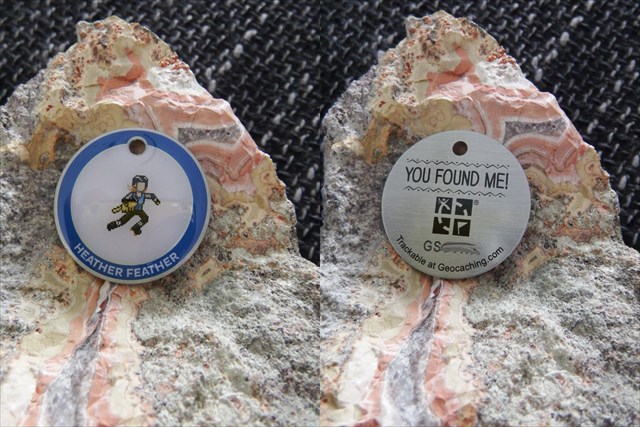 HEATHER FEATHER
YOU FOUND ME!
®
GS
Trackable at Geocaching.com